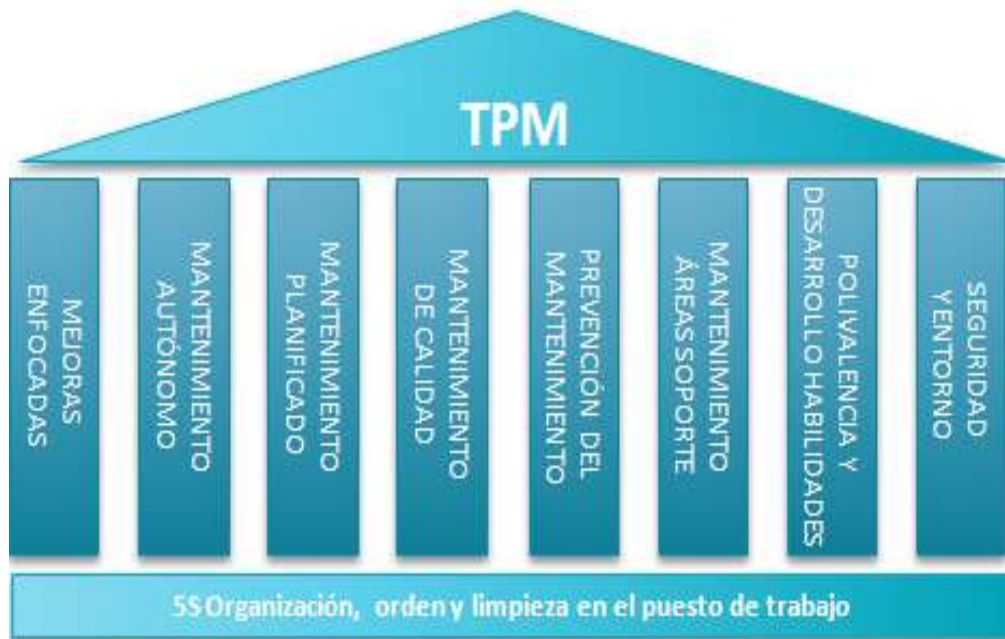 TPM
MEJORAS
ENFOCADAS
MANTENIMIENTO
AUTÓNOMO
MANTENIMIENTO
PLANIFICADO
MANTENIMIENTO
DE CALIDAD
PREVENCIÓN DEL
MANTENIMIENTO
MANTENIMIENTO
ÁREAS SOPORTE
POLIVALENCIA Y
DESARROLLO HABILIDADES
SEGURIDAD
Y ENTORNO
5S Organización, orden y limpieza en el puesto de trabajo